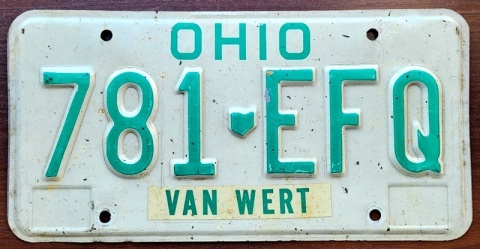 OHIO
781 EFQ
VAN WERT